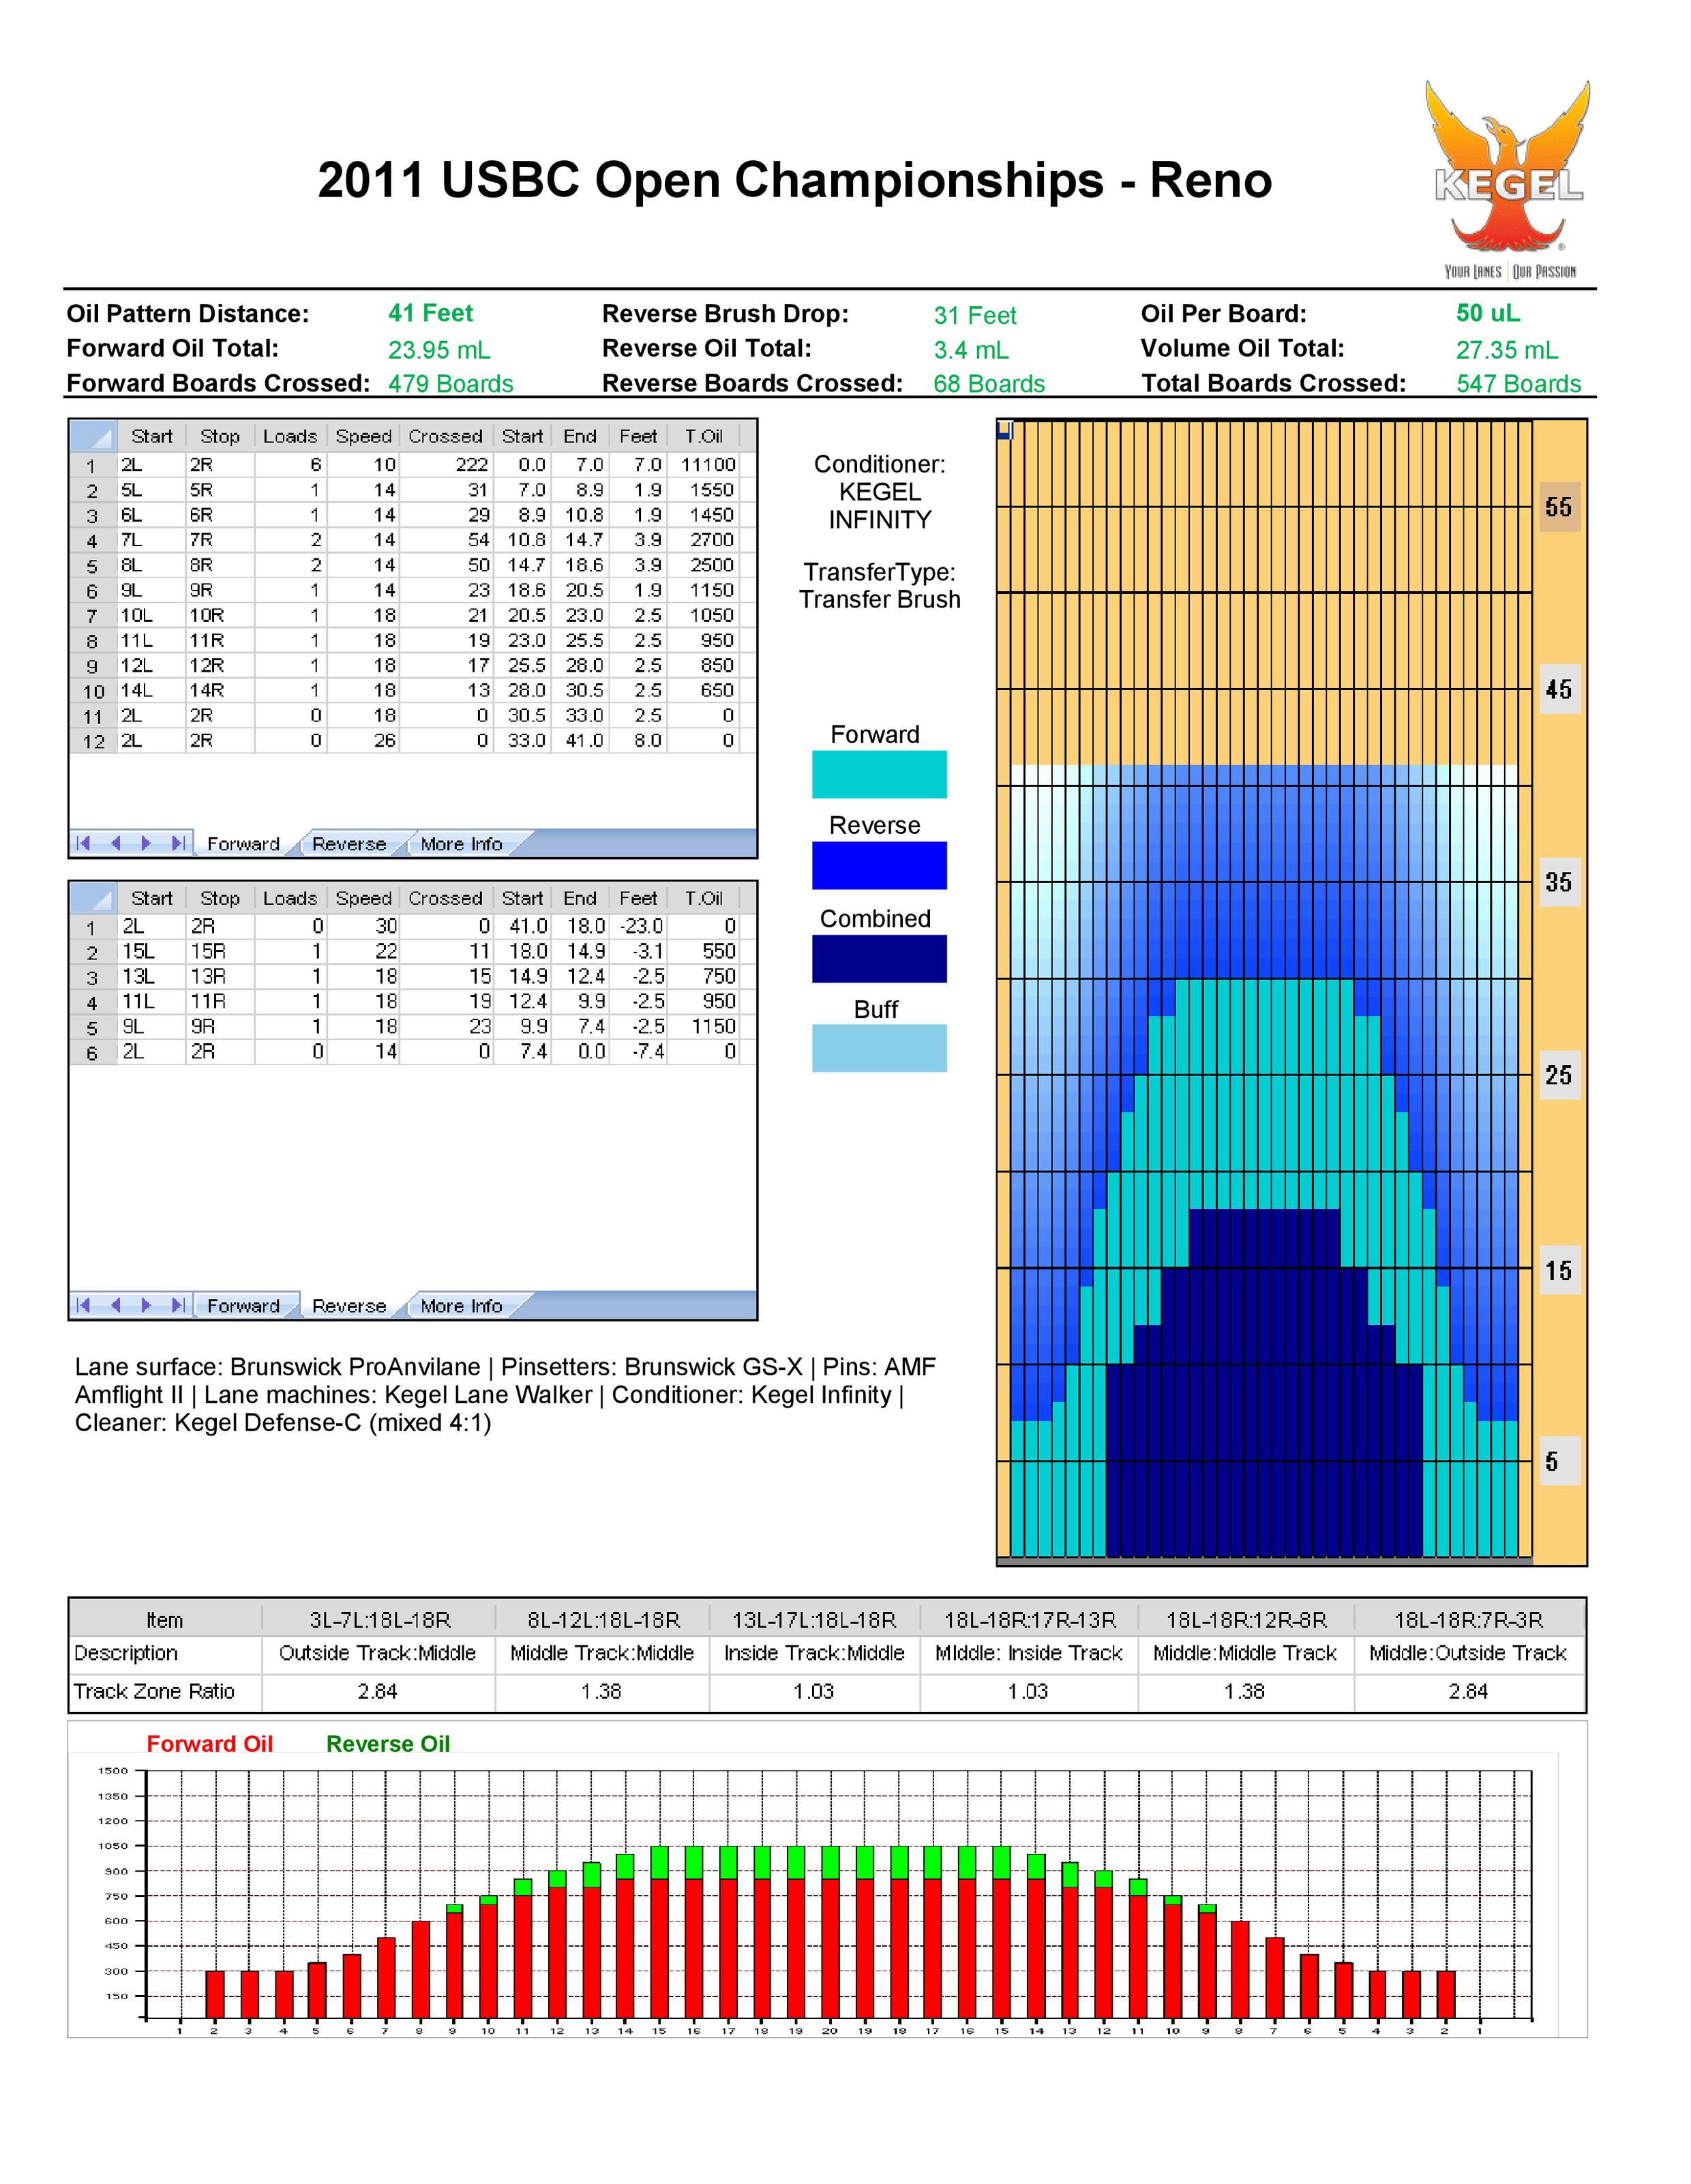 KEGEL
YOUR LANES | OUR PASSION
2011 USBC Open Championships - Reno
Oil Pattern Distance: 41 Feet Reverse Brush Drop: 31 Feet Oil Per Board: 50 uL
Forward Oil Total: 23.95 mL Reverse Oil Total: 3.4 mL Volume Oil Total: 27.35 mL
Forward Boards Crossed: 479 Boards Reverse Boards Crossed: 68 Boards Total Boards Crossed: 547 Boards
Start Stop Loads Speed Crossed Start End Feet T.Oil
1 2L 2R 6 10 222 0.0 7.0 7.0 11100
2 5L 5R 1 14 31 7.0 8.9 1.9 1550
3 6L 6R 1 14 29 8.9 10.8 1.9 1450
4 7L 7R 2 14 54 10.8 14.7 3.9 2700
5 8L 8R 2 14 50 14.7 18.6 3.9 2500
6 9L 9R 1 14 23 18.6 20.5 1.9 1150
7 10L 10R 1 18 21 20.5 23.0 2.5 1050
8 11L 11R 1 18 19 23.0 25.5 2.5 950
9 12L 12R 1 18 17 25.5 28.0 2.5 850
10 14L 14R 1 18 13 28.0 30.5 2.5 650
11 2L 2R 0 18 0 30.5 33.0 2.5 0
12 2L 2R 0 26 0 33.0 41.0 8.0 0
Forward Reverse More Info
Start Stop Loads Speed Crossed Start End Feet T.Oil
1 2L 2R 0 30 0 41.0 18.0 -23.0 0
2 15L 15R 1 22 11 18.0 14.9 -3.1 550
3 13L 13R 1 18 15 14.9 12.4 -2.5 750
4 11L 11R 1 18 19 12.4 9.9 -2.5 950
5 9L 9R 1 18 23 9.9 7.4 -2.5 1150
6 2L 2R 0 14 0 7.4 0.0 -7.4 0
Forward Reverse More Info
Conditioner:
KEGEL
INFINITY
TransferType:
Transfer Brush
Forward
Reverse
Combined
Buff
55
45
35
25
15
5
Lane surface: Brunswick ProAnvilane | Pinsetters: Brunswick GS-X | Pins: AMF
Amflight II | Lane machines: Kegel Lane Walker | Conditioner: Kegel Infinity |
Cleaner: Kegel Defense-C (mixed 4:1)
Item 3L-7L:18L-18R 8L-12L:18L-18R 13L-17L:18L-18R 18L-18R:17R-13R 18L-18R:12R-8R 18L-18R:7R-3R
Description Outside Track:Middle Middle Track:Middle Inside Track:Middle MIddle: Inside Track Middle:Middle Track Middle:Outside Track
Track Zone Ratio 2.84 1.38 1.03 1.03 1.38 2.84
Forward Oil Reverse Oil
1500
1350
1200
1050
900
750
600
450
300
150
1 2 3 4 5 6 7 8 9 10 11 12 13 14 15 16 17 18 19 20 19 18 17 16 15 14 13 12 11 10 9 8 7 6 5 4 3 2 1